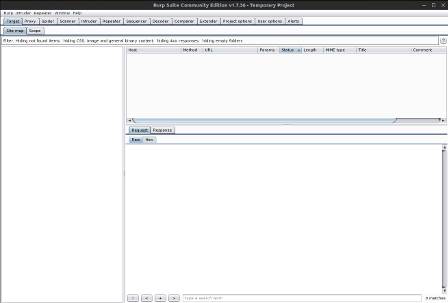 Burp Suite Community Edition v1.7.36 - Temporary Project
Burp Intruder Repeater Window Help
Target Proxy Spider Scanner Intruder Repeater Sequencer Decoder Comparer Extender Project options User options Alerts
Site map Scope
Filter: Hiding not found items; hiding CSS, image and general binary content; hiding 4xx responses; hiding empty folders
?
Host Method URL Params Status Length MIME type Title Comment
Request Response
Raw Hex
? < + > Type a search term 0 matches